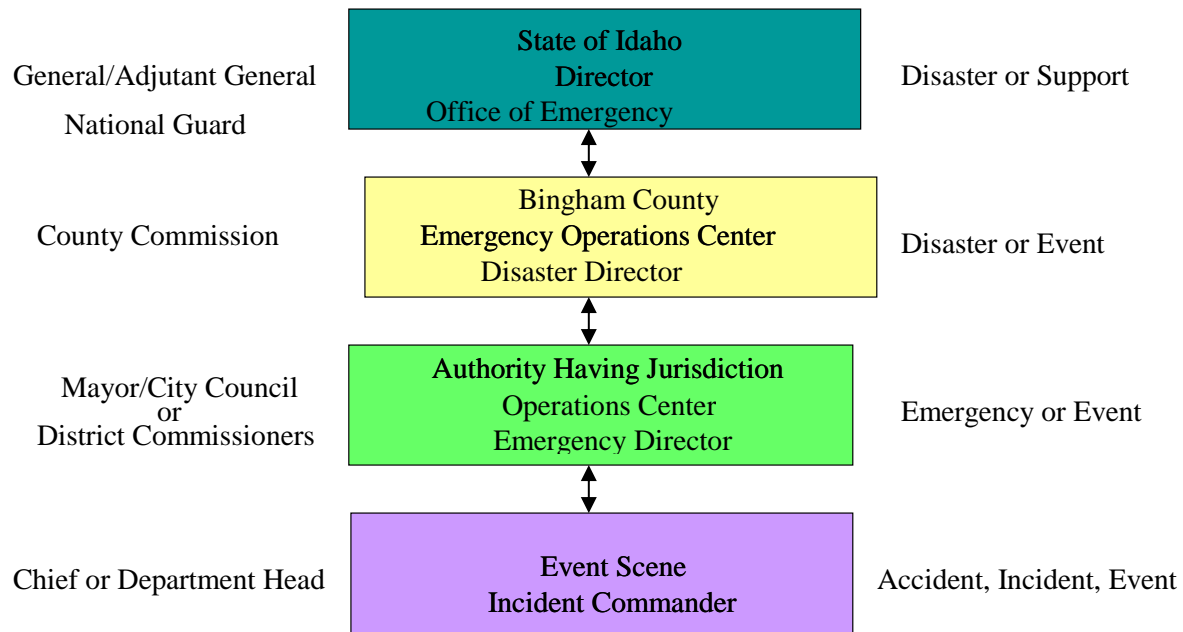 State of Idaho
General/Adjutant General
Director
Disaster or Support
Office of Emergency
National Guard
Bingham County
County Commission
Emergency Operations Center
Disaster or Event
Disaster Director
Authority Having Jurisdiction
Mayor/City Council
or
District Commissioners
Operations Center
Emergency or Event
Emergency Director
Event Scene
Chief or Department Head
Incident Commander
Accident, Incident, Event